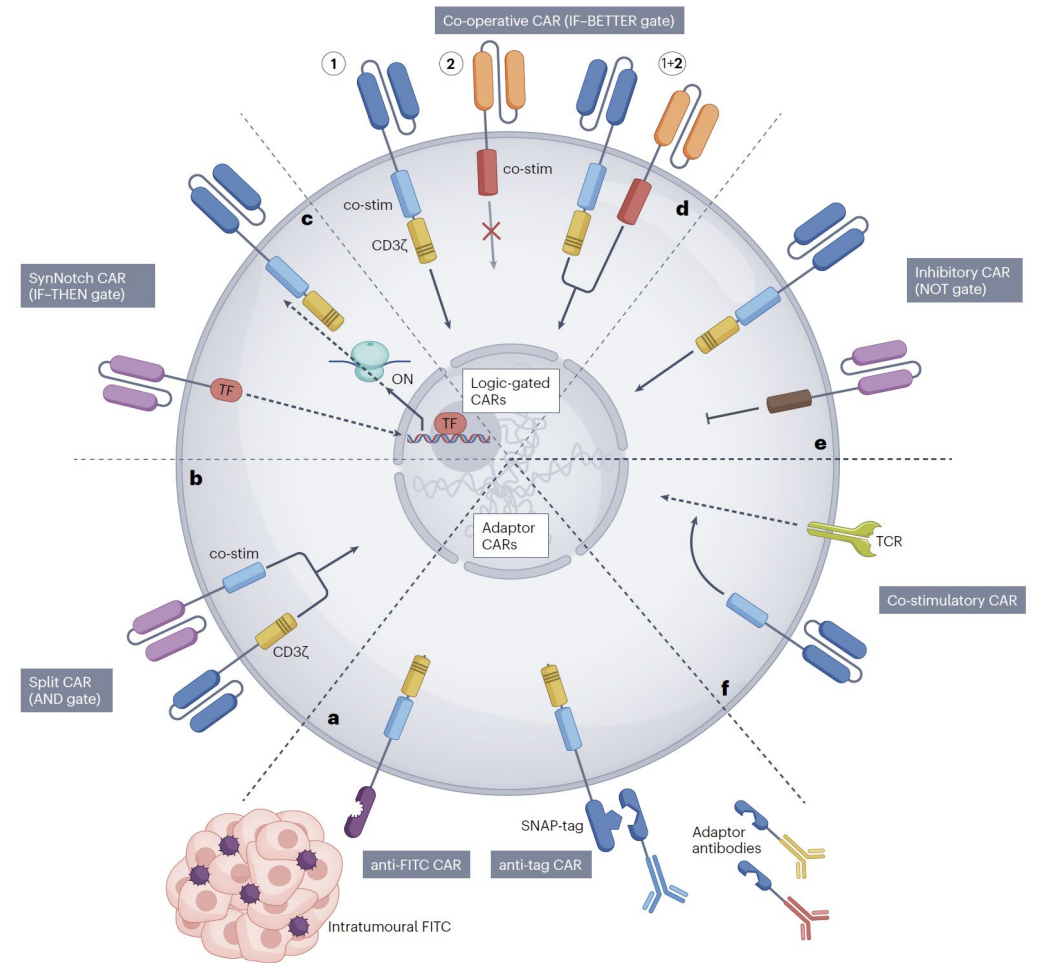 Co-operative CAR (IF–BETTER gate)
1
2
1+2
co-stim
co-stim
CD3ζ
c
d
SynNotch CAR
(IF–THEN gate)
Inhibitory CAR
(NOT gate)
TF
ON
TF
Logic-gated
CARs
e
b
Adaptor
CARs
TCR
co-stim
Co-stimulatory CAR
CD3ζ
Split CAR
(AND gate)
a
f
SNAP-tag
Adaptor
antibodies
anti-FITC CAR
anti-tag CAR
Intratumoural FITC